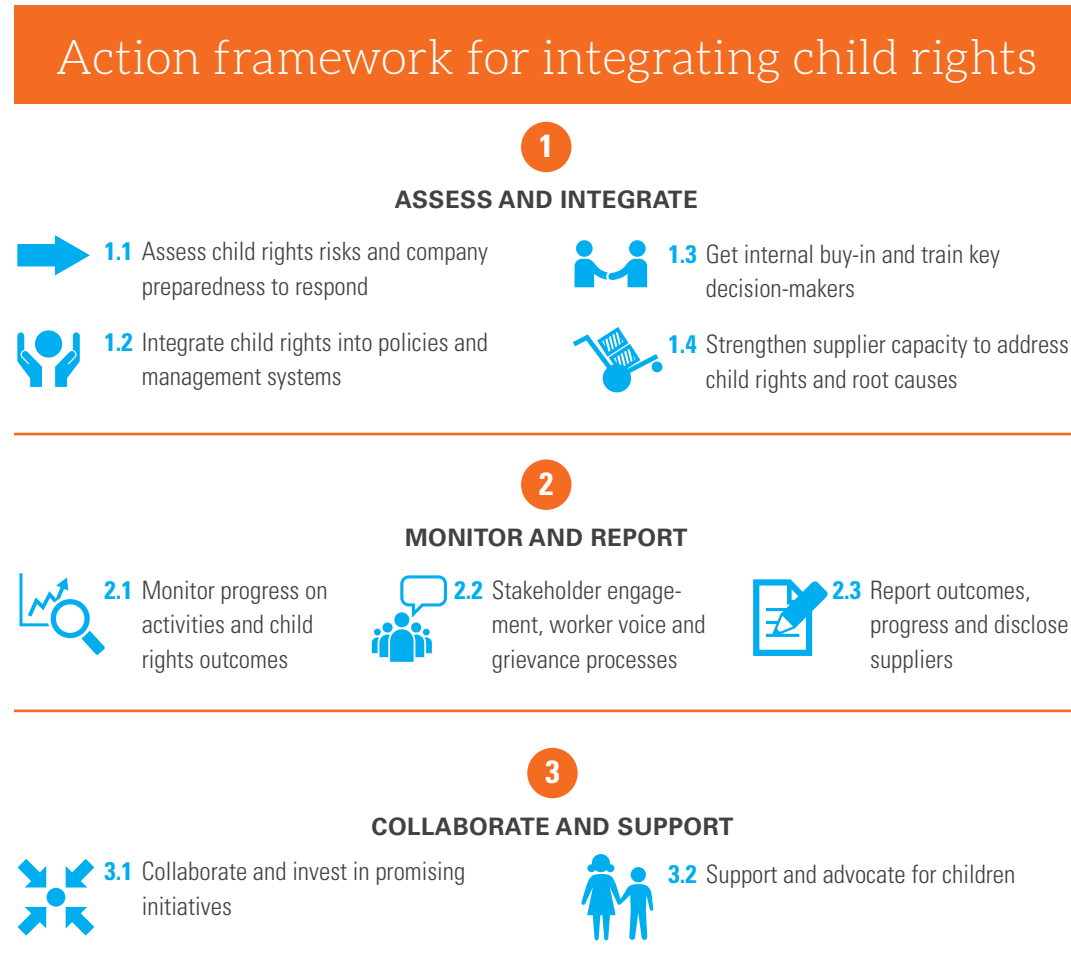 Action framework for integrating child rights
1
ASSESS AND INTEGRATE
1.1 Assess child rights risks and company
preparedness to respond
1.2 Integrate child rights into policies and
management systems
1.3 Get internal buy-in and train key
decision-makers
1.4 Strengthen supplier capacity to address
child rights and root causes
2
MONITOR AND REPORT
2.1 Monitor progress on
activities and child
rights outcomes
2.2 Stakeholder engage-
ment, worker voice and
grievance processes
2.3 Report outcomes,
progress and disclose
suppliers
3
COLLABORATE AND SUPPORT
3.1 Collaborate and invest in promising
initiatives
3.2 Support and advocate for children